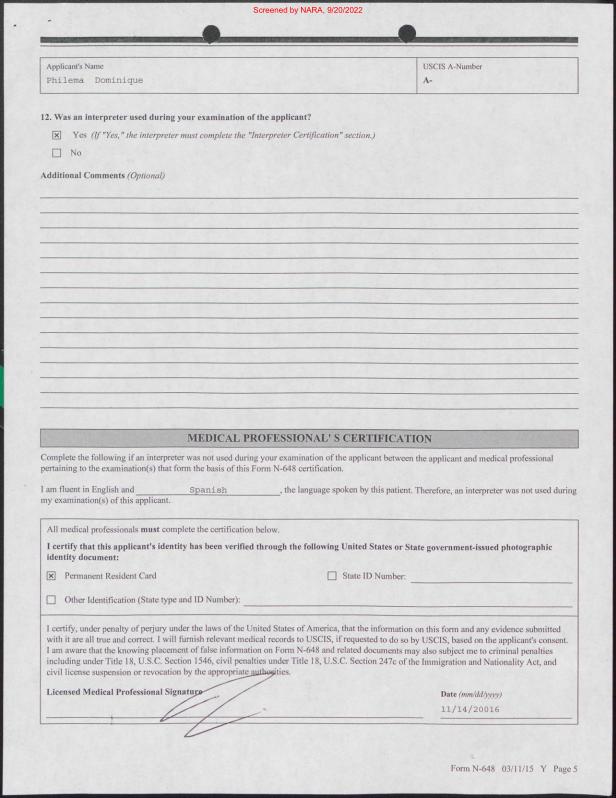 Screened by NARA, 9/20/2022
Applicant's Name
Philema Dominique
USCIS A-Number
A-
12. Was an interpreter used during your examination of the applicant?
☒ Yes (If "Yes," the interpreter must complete the "Interpreter Certification" section.)
☐ No
Additional Comments (Optional)
MEDICAL PROFESSIONAL'S CERTIFICATION
Complete the following if an interpreter was not used during your examination of the applicant between the applicant and medical professional
pertaining to the examination(s) that form the basis of this Form N-648 certification.
I am fluent in English and Spanish, the language spoken by this patient. Therefore, an interpreter was not used during
my examination(s) of this applicant.
All medical professionals must complete the certification below.
I certify that this applicant's identity has been verified through the following United States or State government-issued photographic
identity document:
☒ Permanent Resident Card
☐ State ID Number:
☐ Other Identification (State type and ID Number):
I certify, under penalty of perjury under the laws of the United States of America, that the information on this form and any evidence submitted
with it are all true and correct. I will furnish relevant medical records to USCIS, if requested to do so by USCIS, based on the applicant's consent.
I am aware that the knowing placement of false information on Form N-648 and related documents may also subject me to criminal penalties
including under Title 18, U.S.C. Section 1546, civil penalties under Title 18, U.S.C. Section 247c of the Immigration and Nationality Act, and
civil license suspension or revocation by the appropriate authorities.
Licensed Medical Professional Signature
Date (mm/dd/yyyy)
11/14/20016
Form N-648 03/11/15 Y Page 5